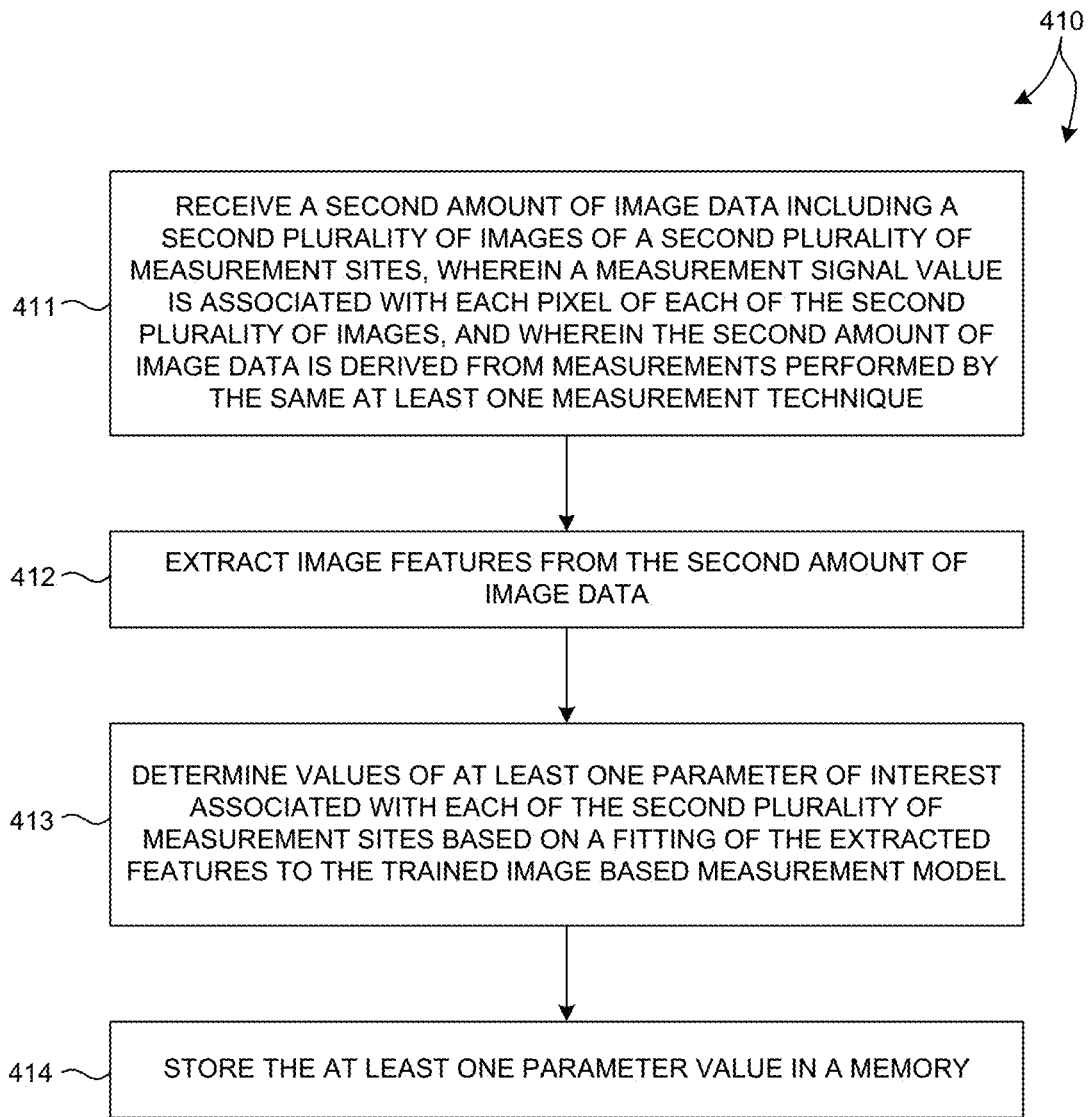 410
RECEIVE A SECOND AMOUNT OF IMAGE DATA INCLUDING A
SECOND PLURALITY OF IMAGES OF A SECOND PLURALITY OF
MEASUREMENT SITES, WHEREIN A MEASUREMENT SIGNAL VALUE
IS ASSOCIATED WITH EACH PIXEL OF EACH OF THE SECOND
PLURALITY OF IMAGES, AND WHEREIN THE SECOND AMOUNT OF
IMAGE DATA IS DERIVED FROM MEASUREMENTS PERFORMED BY
THE SAME AT LEAST ONE MEASUREMENT TECHNIQUE
411
EXTRACT IMAGE FEATURES FROM THE SECOND AMOUNT OF
IMAGE DATA
412
DETERMINE VALUES OF AT LEAST ONE PARAMETER OF INTEREST
ASSOCIATED WITH EACH OF THE SECOND PLURALITY OF
MEASUREMENT SITES BASED ON A FITTING OF THE EXTRACTED
FEATURES TO THE TRAINED IMAGE BASED MEASUREMENT MODEL
413
STORE THE AT LEAST ONE PARAMETER VALUE IN A MEMORY
414